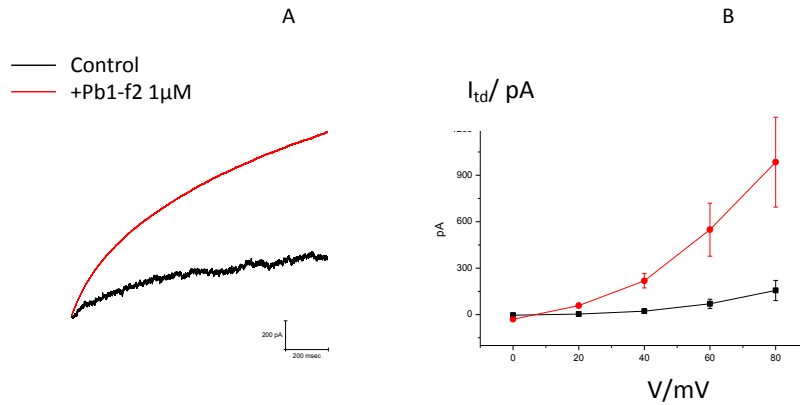 A
B
Control
+Pb1-f2 1µM
I_td/ pA
900
600
300
0
pA
200 pA
200 msec
0 20 40 60 80
V/mV